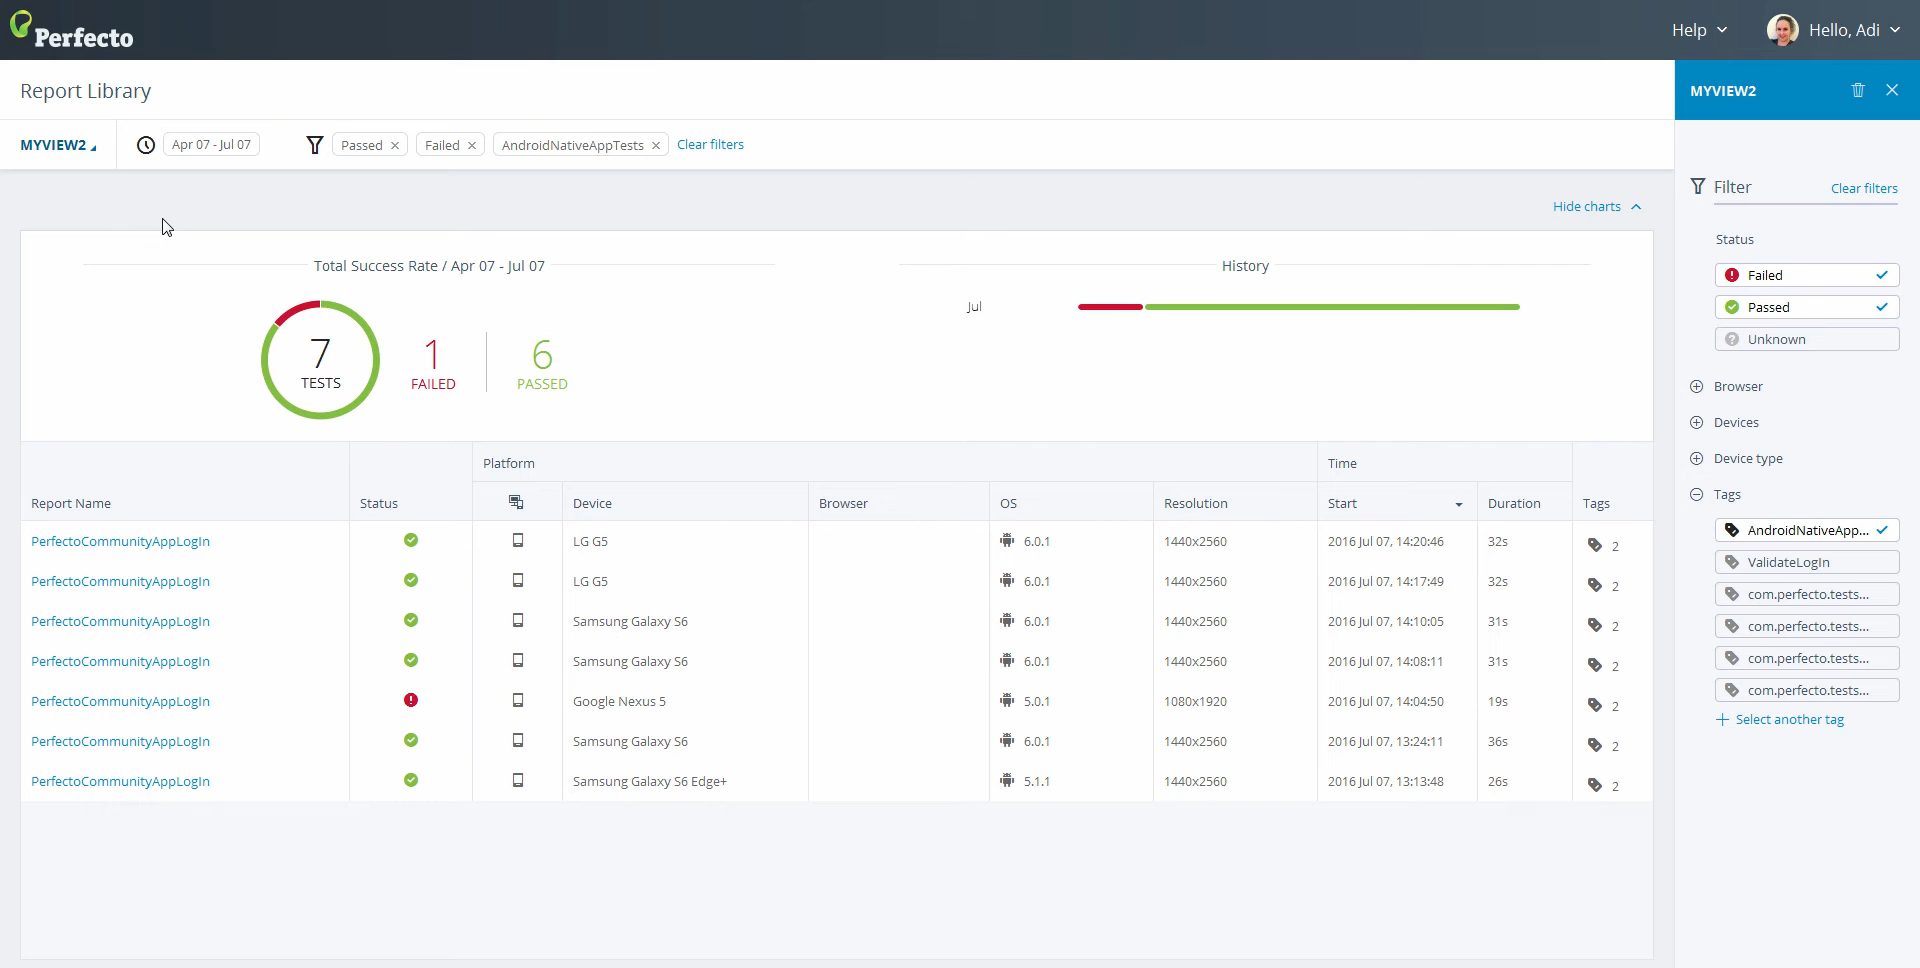 Perfecto
Help
Hello, Adi
Report Library
MYVIEW2
MYVIEW2
Apr 07 - Jul 07
Passed
Failed
AndroidNativeAppTests
Clear filters
Filter
Clear filters
Hide charts
Status
Total Success Rate / Apr 07 - Jul 07
History
Failed
Jul
Passed
Unknown
7
TESTS
1
FAILED
6
PASSED
Browser
Devices
Device type
Tags
Platform
Time
Report Name
Status
Device
Browser
OS
Resolution
Start
Duration
Tags
PerfectoCommunityAppLogIn LG G5 6.0.1 1440x2560 2016 Jul 07, 14:20:46 32s 2
PerfectoCommunityAppLogIn LG G5 6.0.1 1440x2560 2016 Jul 07, 14:17:49 32s 2
PerfectoCommunityAppLogIn Samsung Galaxy S6 6.0.1 1440x2560 2016 Jul 07, 14:10:05 31s 2
PerfectoCommunityAppLogIn Samsung Galaxy S6 6.0.1 1440x2560 2016 Jul 07, 14:08:11 31s 2
PerfectoCommunityAppLogIn Google Nexus 5 5.0.1 1080x1920 2016 Jul 07, 14:04:50 19s 2
PerfectoCommunityAppLogIn Samsung Galaxy S6 6.0.1 1440x2560 2016 Jul 07, 13:24:11 36s 2
PerfectoCommunityAppLogIn Samsung Galaxy S6 Edge+ 5.1.1 1440x2560 2016 Jul 07, 13:13:48 26s 2
AndroidNativeApp...
ValidateLogIn
com.perfecto.tests...
com.perfecto.tests...
com.perfecto.tests...
com.perfecto.tests...
Select another tag